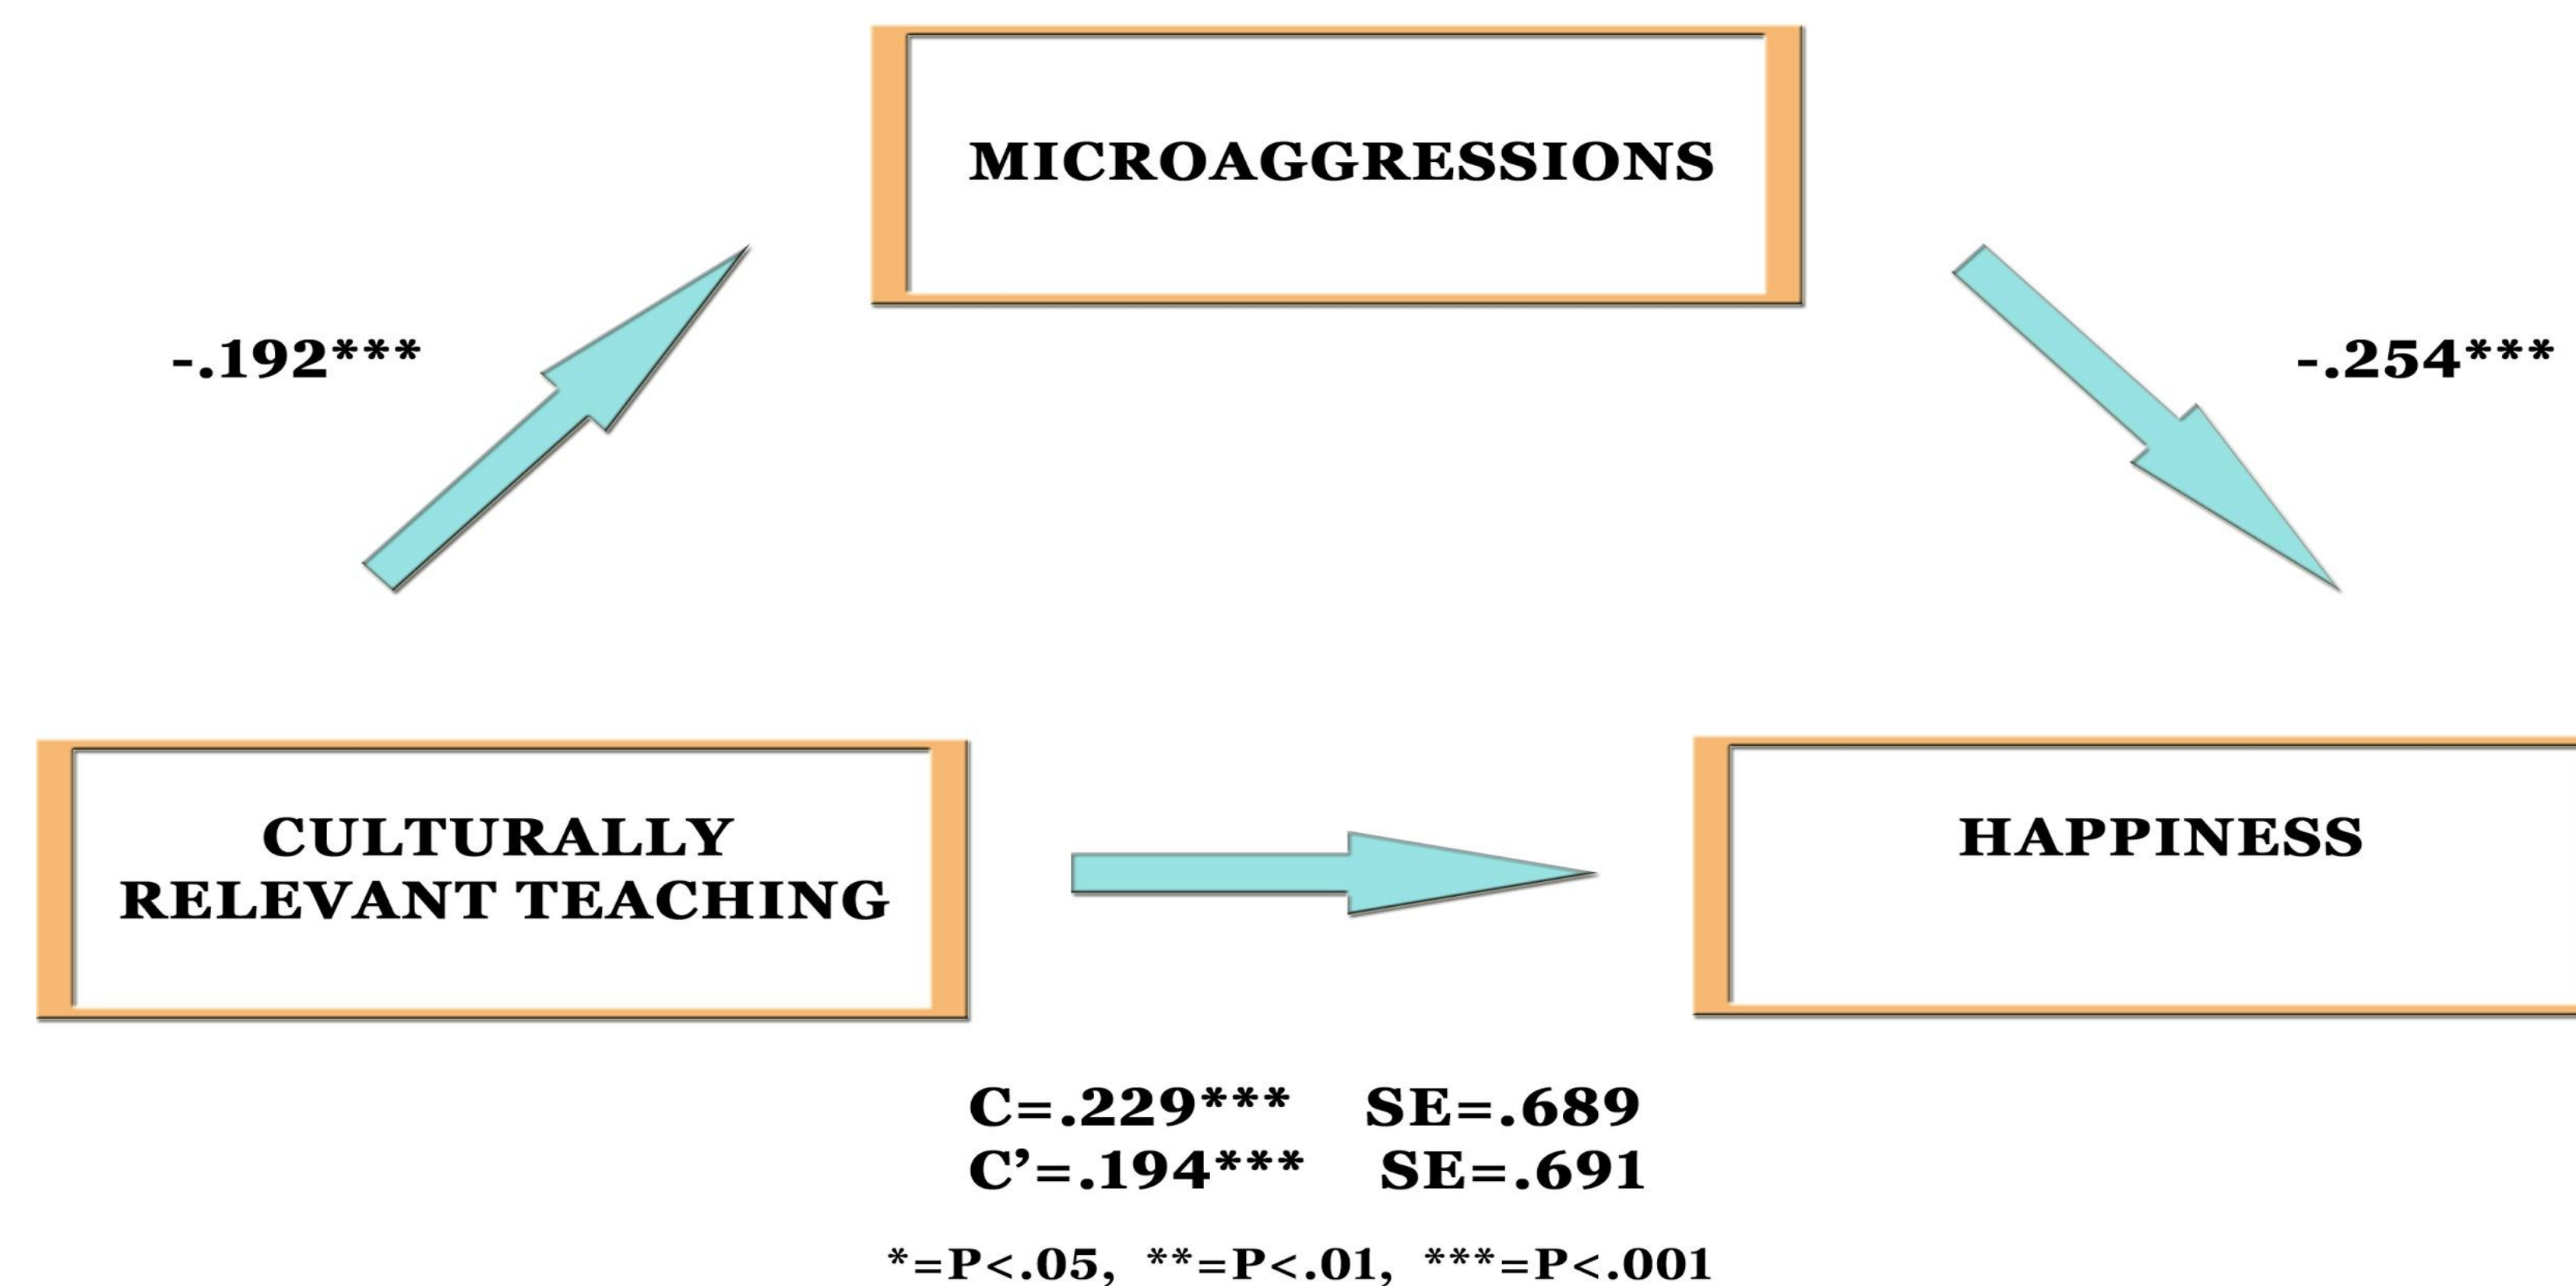 MICROAGGRESSIONS
-.192***
-.254***
CULTURALLY
RELEVANT TEACHING
HAPPINESS
C=.229*** SE=.689
C’=.194*** SE=.691
*=P<.05, **=P<.01, ***=P<.001